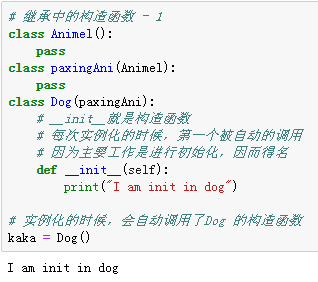 # 继承中的构造函数 - 1
class Animel():
    pass
class paxingAni(Animel):
    pass
class Dog(paxingAni):
    # __init__就是构造函数
    # 每次实例化的时候，第一个被自动的调用
    # 因为主要工作是进行初始化，因而得名
    def __init__(self):
        print("I am init in dog")
# 实例化的时候，会自动调用了Dog 的构造函数
kaka = Dog()
I am init in dog